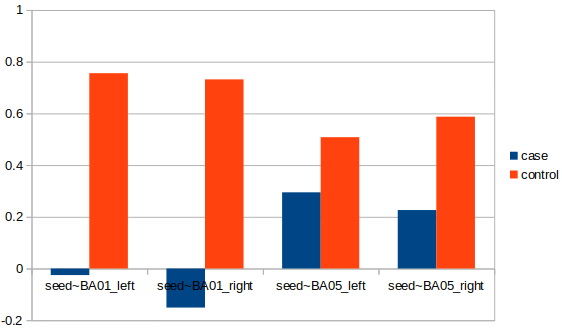 1
0.8
0.6
0.4
0.2
0
-0.2
seed~BA01_left
seed~BA01_right
seed~BA05_left
seed~BA05_right
case
control